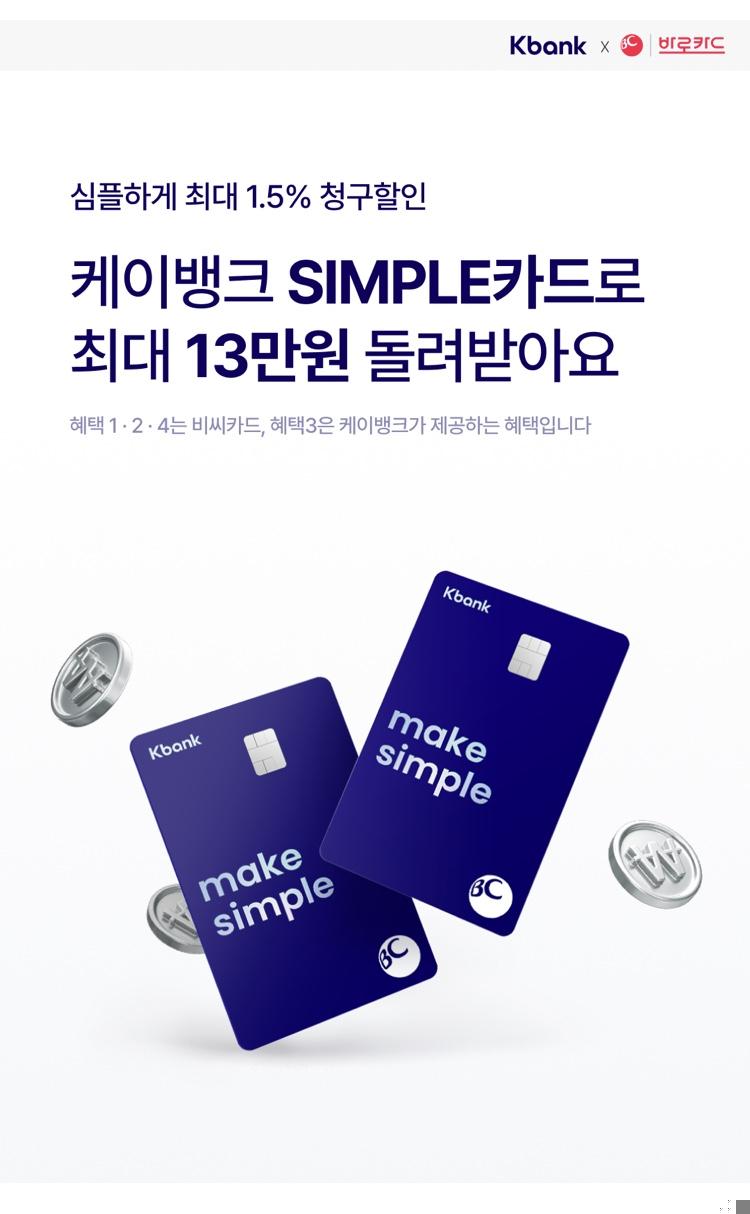 Kbank x BC 바로카드
심플하게 최대 1.5% 청구할인
케이뱅크 SIMPLE카드로
최대 13만원 돌려받아요
혜택 1 · 2 · 4는 비씨카드, 혜택3은 케이뱅크가 제공하는 혜택입니다
Kbank
make
simple
BC
Kbank
make
simple
BC